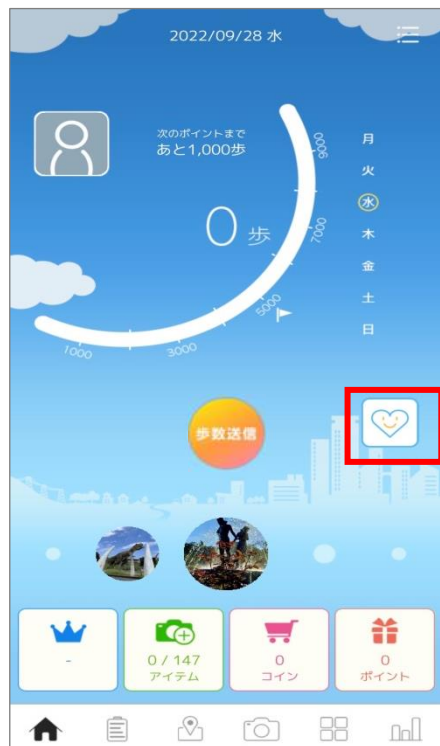 2022/09/28 水
次のポイントまで
あと1,000歩
0 歩
1000
3000
5000
7000
9000
月
火
水
木
金
土
日
歩数送信
-
0 / 147
アイテム
0
コイン
0
ポイント